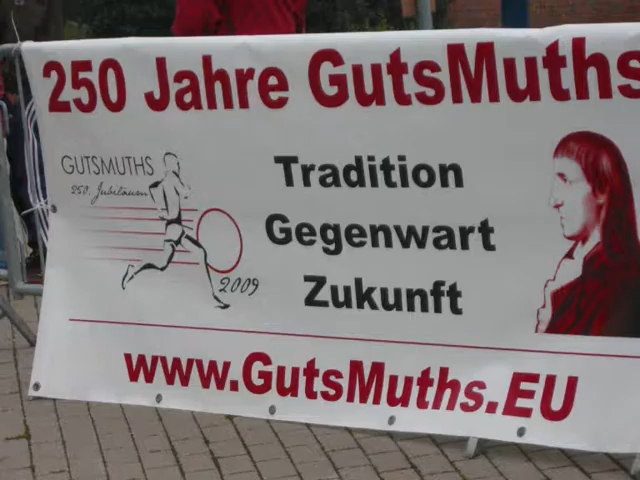 250 Jahre GutsMuths
GUTSMUTHS
250. Jubiläum
2009
Tradition
Gegenwart
Zukunft
www.GutsMuths.EU